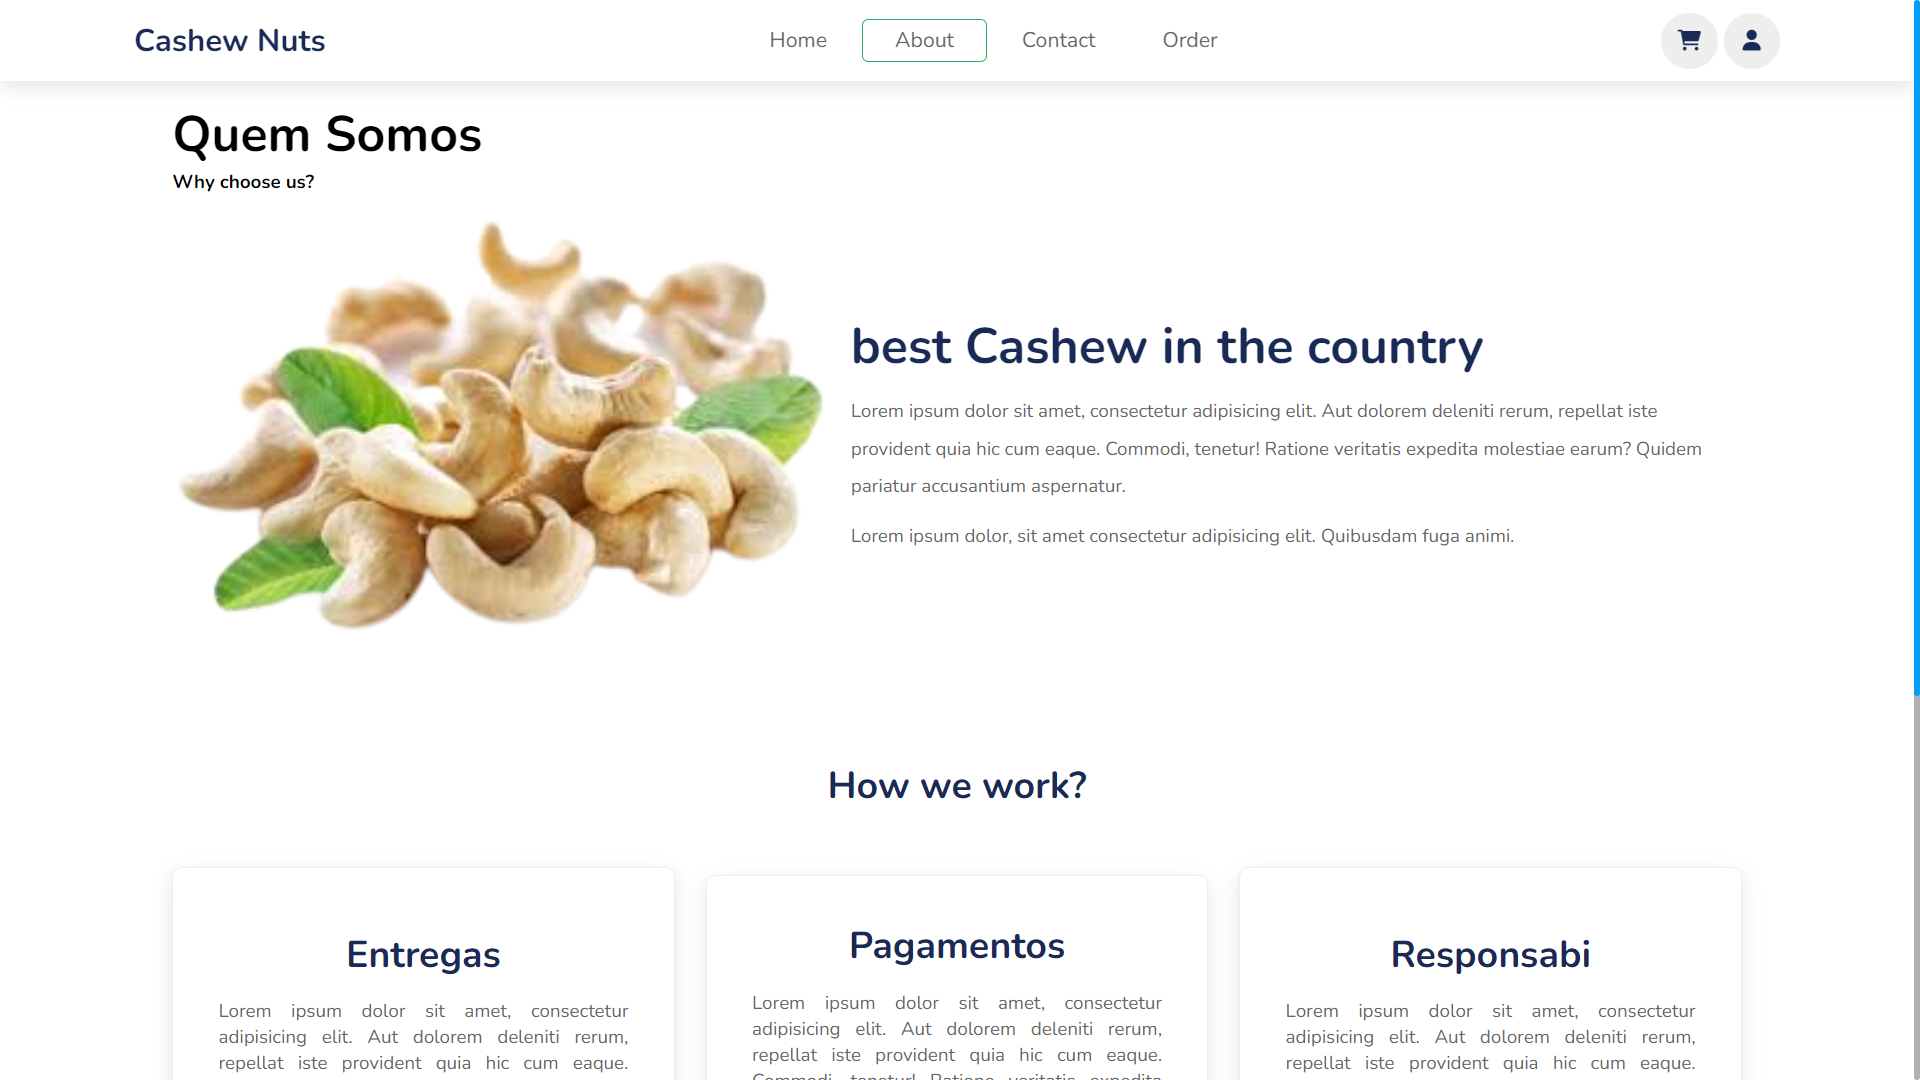 Cashew Nuts
Home
About
Contact
Order
Quem Somos
Why choose us?
best Cashew in the country
Lorem ipsum dolor sit amet, consectetur adipisicing elit. Aut dolorem deleniti rerum, repellat iste
provident quia hic cum eaque. Commodi, tenetur! Ratione veritatis expedita molestiae earum? Quidem
pariatur accusantium aspernatur.
Lorem ipsum dolor, sit amet consectetur adipisicing elit. Quibusdam fuga animi.
How we work?
Entregas
Lorem ipsum dolor sit amet, consectetur
adipisicing elit. Aut dolorem deleniti rerum,
repellat iste provident quia hic cum eaque.
Pagamentos
Lorem ipsum dolor sit amet, consectetur
adipisicing elit. Aut dolorem deleniti rerum,
repellat iste provident quia hic cum eaque.
Commodi, tenetur! Ratione veritatis expedita
Responsabi
Lorem ipsum dolor sit amet, consectetur
adipisicing elit. Aut dolorem deleniti rerum,
repellat iste provident quia hic cum eaque.